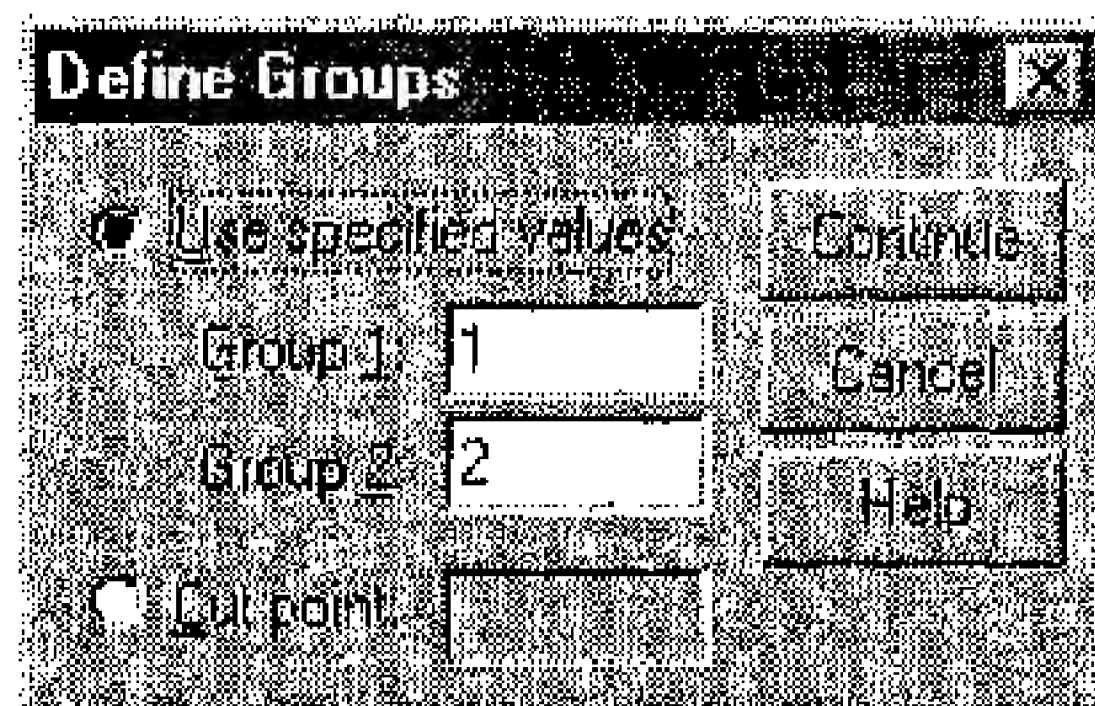 Define Groups
Use specified values
Continue
Group 1: 1
Cancel
Group 2: 2
Help
Cut point: